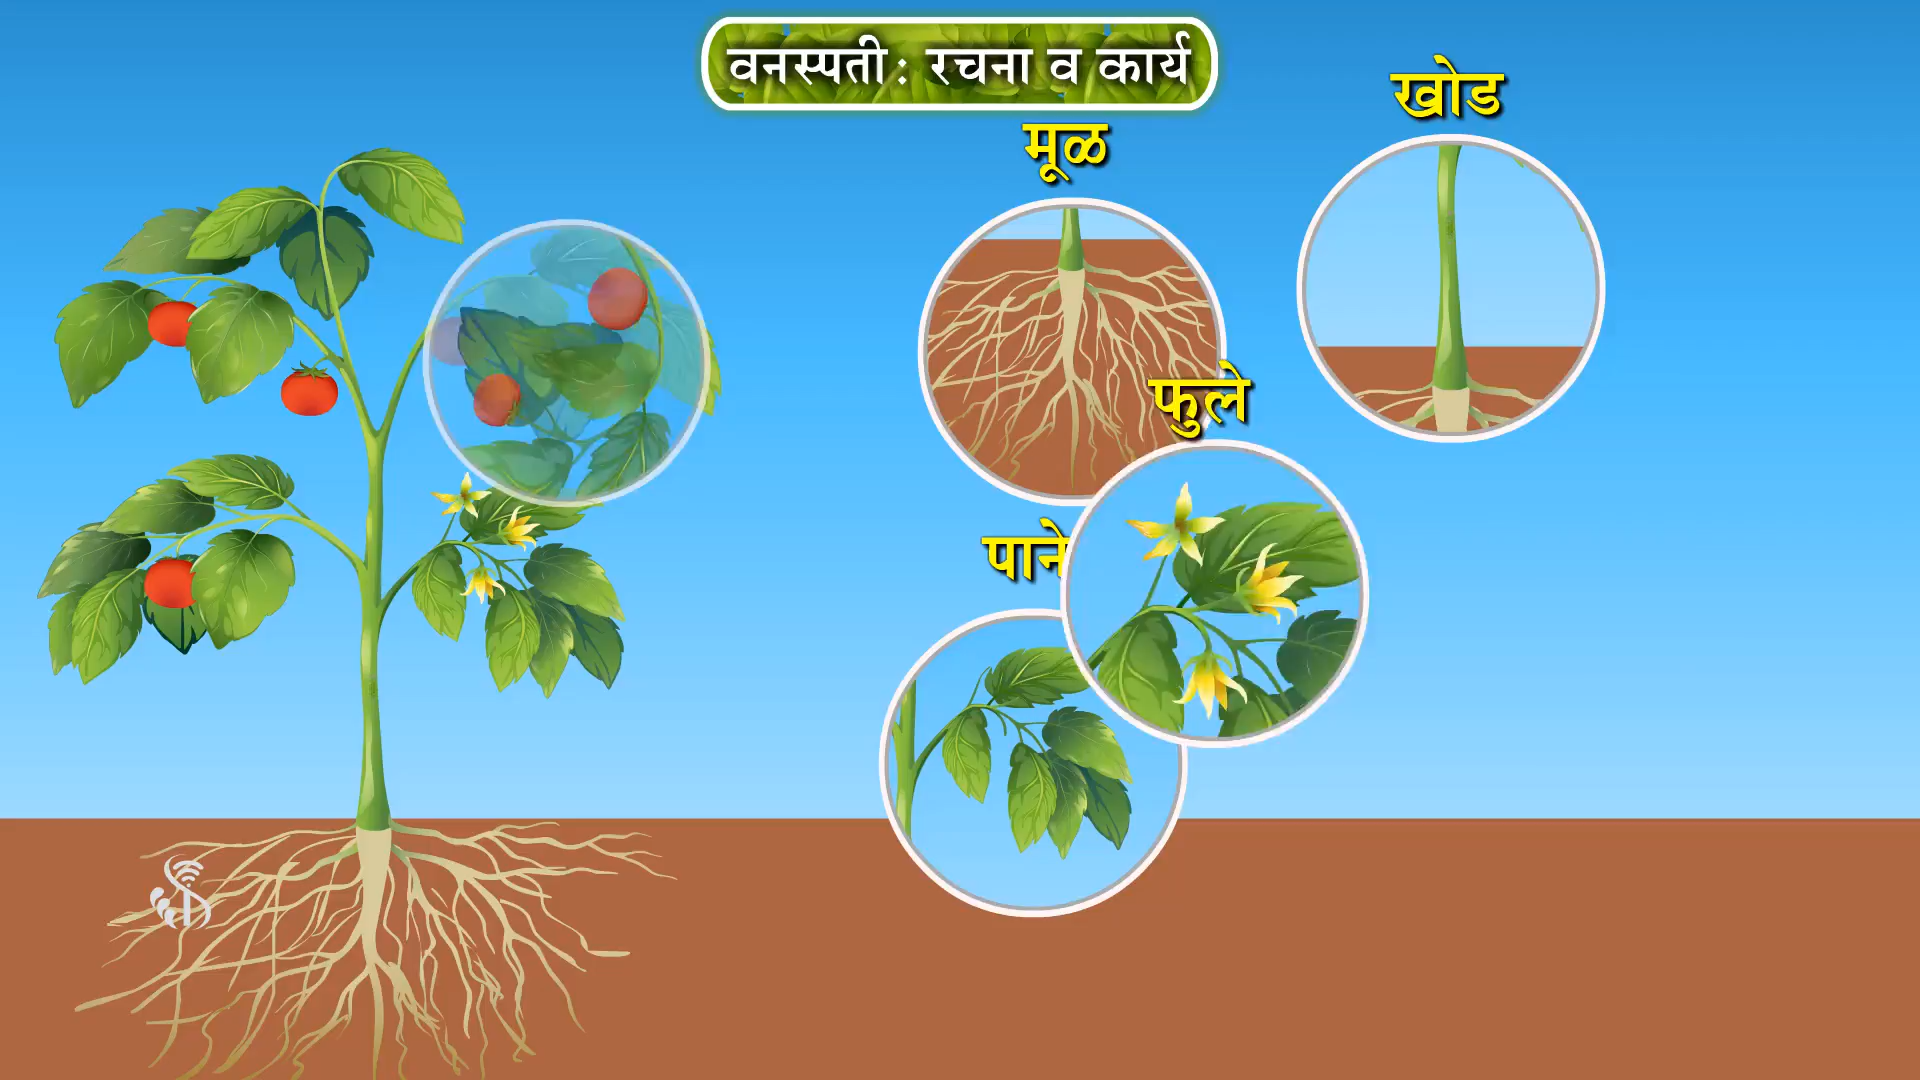 वनस्पती: रचना व कार्य
खोड
मूळ
फुले
पाने